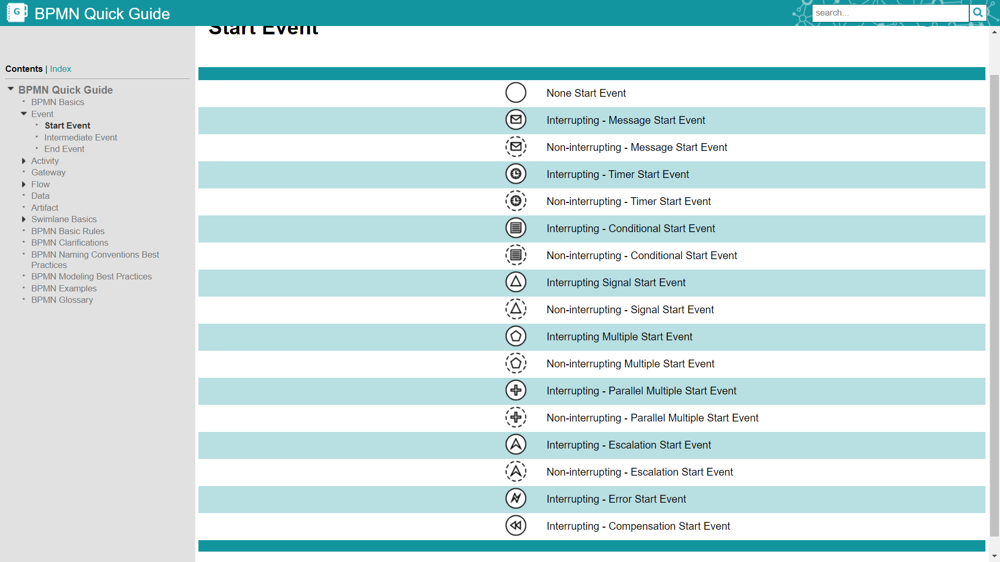 G
BPMN Quick Guide
search...
Start Event
Contents | Index
BPMN Quick Guide
BPMN Basics
Event
Start Event
Intermediate Event
End Event
Activity
Gateway
Flow
Data
Artifact
Swimlane Basics
BPMN Basic Rules
BPMN Clarifications
BPMN Naming Conventions Best
Practices
BPMN Modeling Best Practices
BPMN Examples
BPMN Glossary
None Start Event
Interrupting - Message Start Event
Non-interrupting - Message Start Event
Interrupting - Timer Start Event
Non-interrupting - Timer Start Event
Interrupting - Conditional Start Event
Non-interrupting - Conditional Start Event
Interrupting Signal Start Event
Non-interrupting - Signal Start Event
Interrupting Multiple Start Event
Non-interrupting Multiple Start Event
Interrupting - Parallel Multiple Start Event
Non-interrupting - Parallel Multiple Start Event
Interrupting - Escalation Start Event
Non-interrupting - Escalation Start Event
Interrupting - Error Start Event
Interrupting - Compensation Start Event